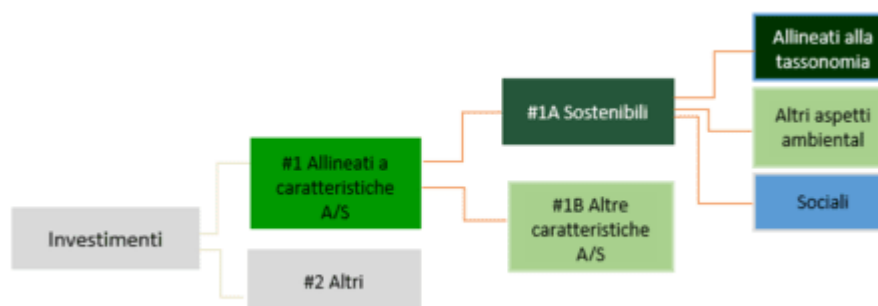 Investimenti
#1 Allineati a
caratteristiche
A/S
#2 Altri
#1A Sostenibili
#1B Altre
caratteristiche
A/S
Allineati alla
tassonomia
Altri aspetti
ambiental
Sociali